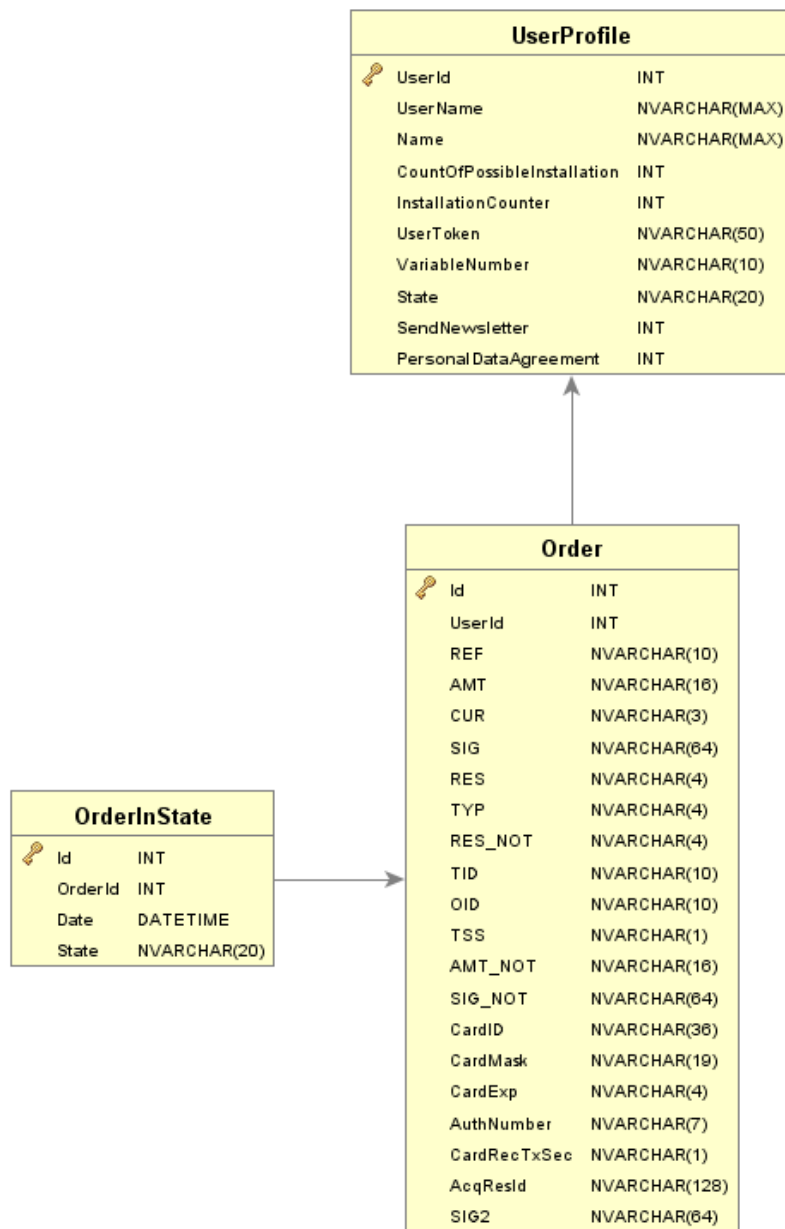 UserProfile
UserId INT
UserName NVARCHAR(MAX)
Name NVARCHAR(MAX)
CountOfPossibleInstallation INT
InstallationCounter INT
UserToken NVARCHAR(50)
VariableNumber NVARCHAR(10)
State NVARCHAR(20)
SendNewsletter INT
PersonalDataAgreement INT
Order
Id INT
UserId INT
REF NVARCHAR(10)
AMT NVARCHAR(16)
CUR NVARCHAR(3)
SIG NVARCHAR(64)
RES NVARCHAR(4)
TYP NVARCHAR(4)
RES_NOT NVARCHAR(4)
TID NVARCHAR(10)
OID NVARCHAR(10)
TSS NVARCHAR(1)
AMT_NOT NVARCHAR(16)
SIG_NOT NVARCHAR(64)
CardID NVARCHAR(36)
CardMask NVARCHAR(19)
CardExp NVARCHAR(4)
AuthNumber NVARCHAR(7)
CardRecTxSec NVARCHAR(1)
AcqResId NVARCHAR(128)
SIG2 NVARCHAR(64)
OrderInState
Id INT
OrderId INT
Date DATETIME
State NVARCHAR(20)